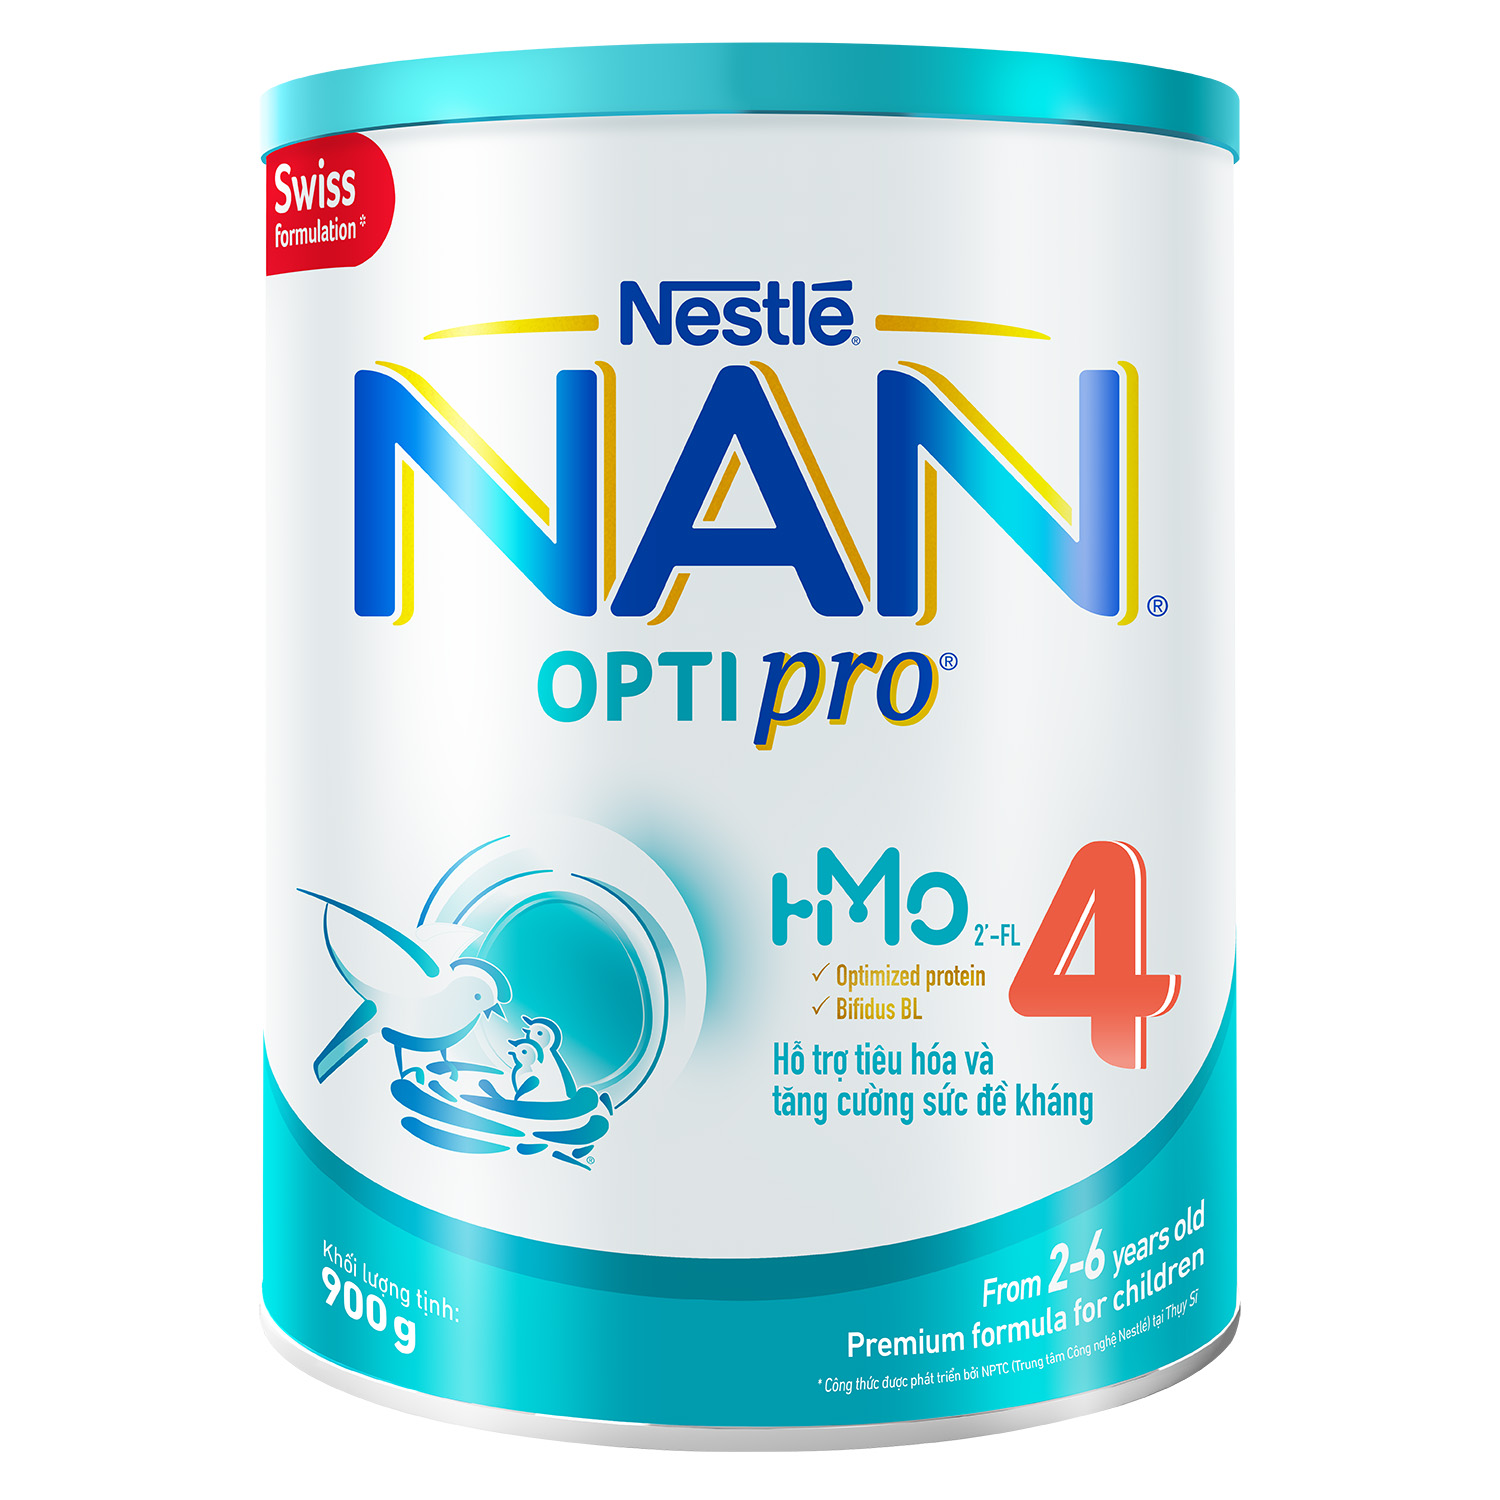 Swiss
formulation*
Nestlé®
NAN®
OPTIpro®
HMO 2'-FL
4
✓ Optimized protein
✓ Bifidus BL
Hỗ trợ tiêu hóa và
tăng cường sức đề kháng
®
Khối lượng tịnh:
900g
From 2-6 years old
Premium formula for children
* Công thức được phát triển bởi NPTC (Trung tâm Công nghệ Nestlé) tại Thụy Sĩ